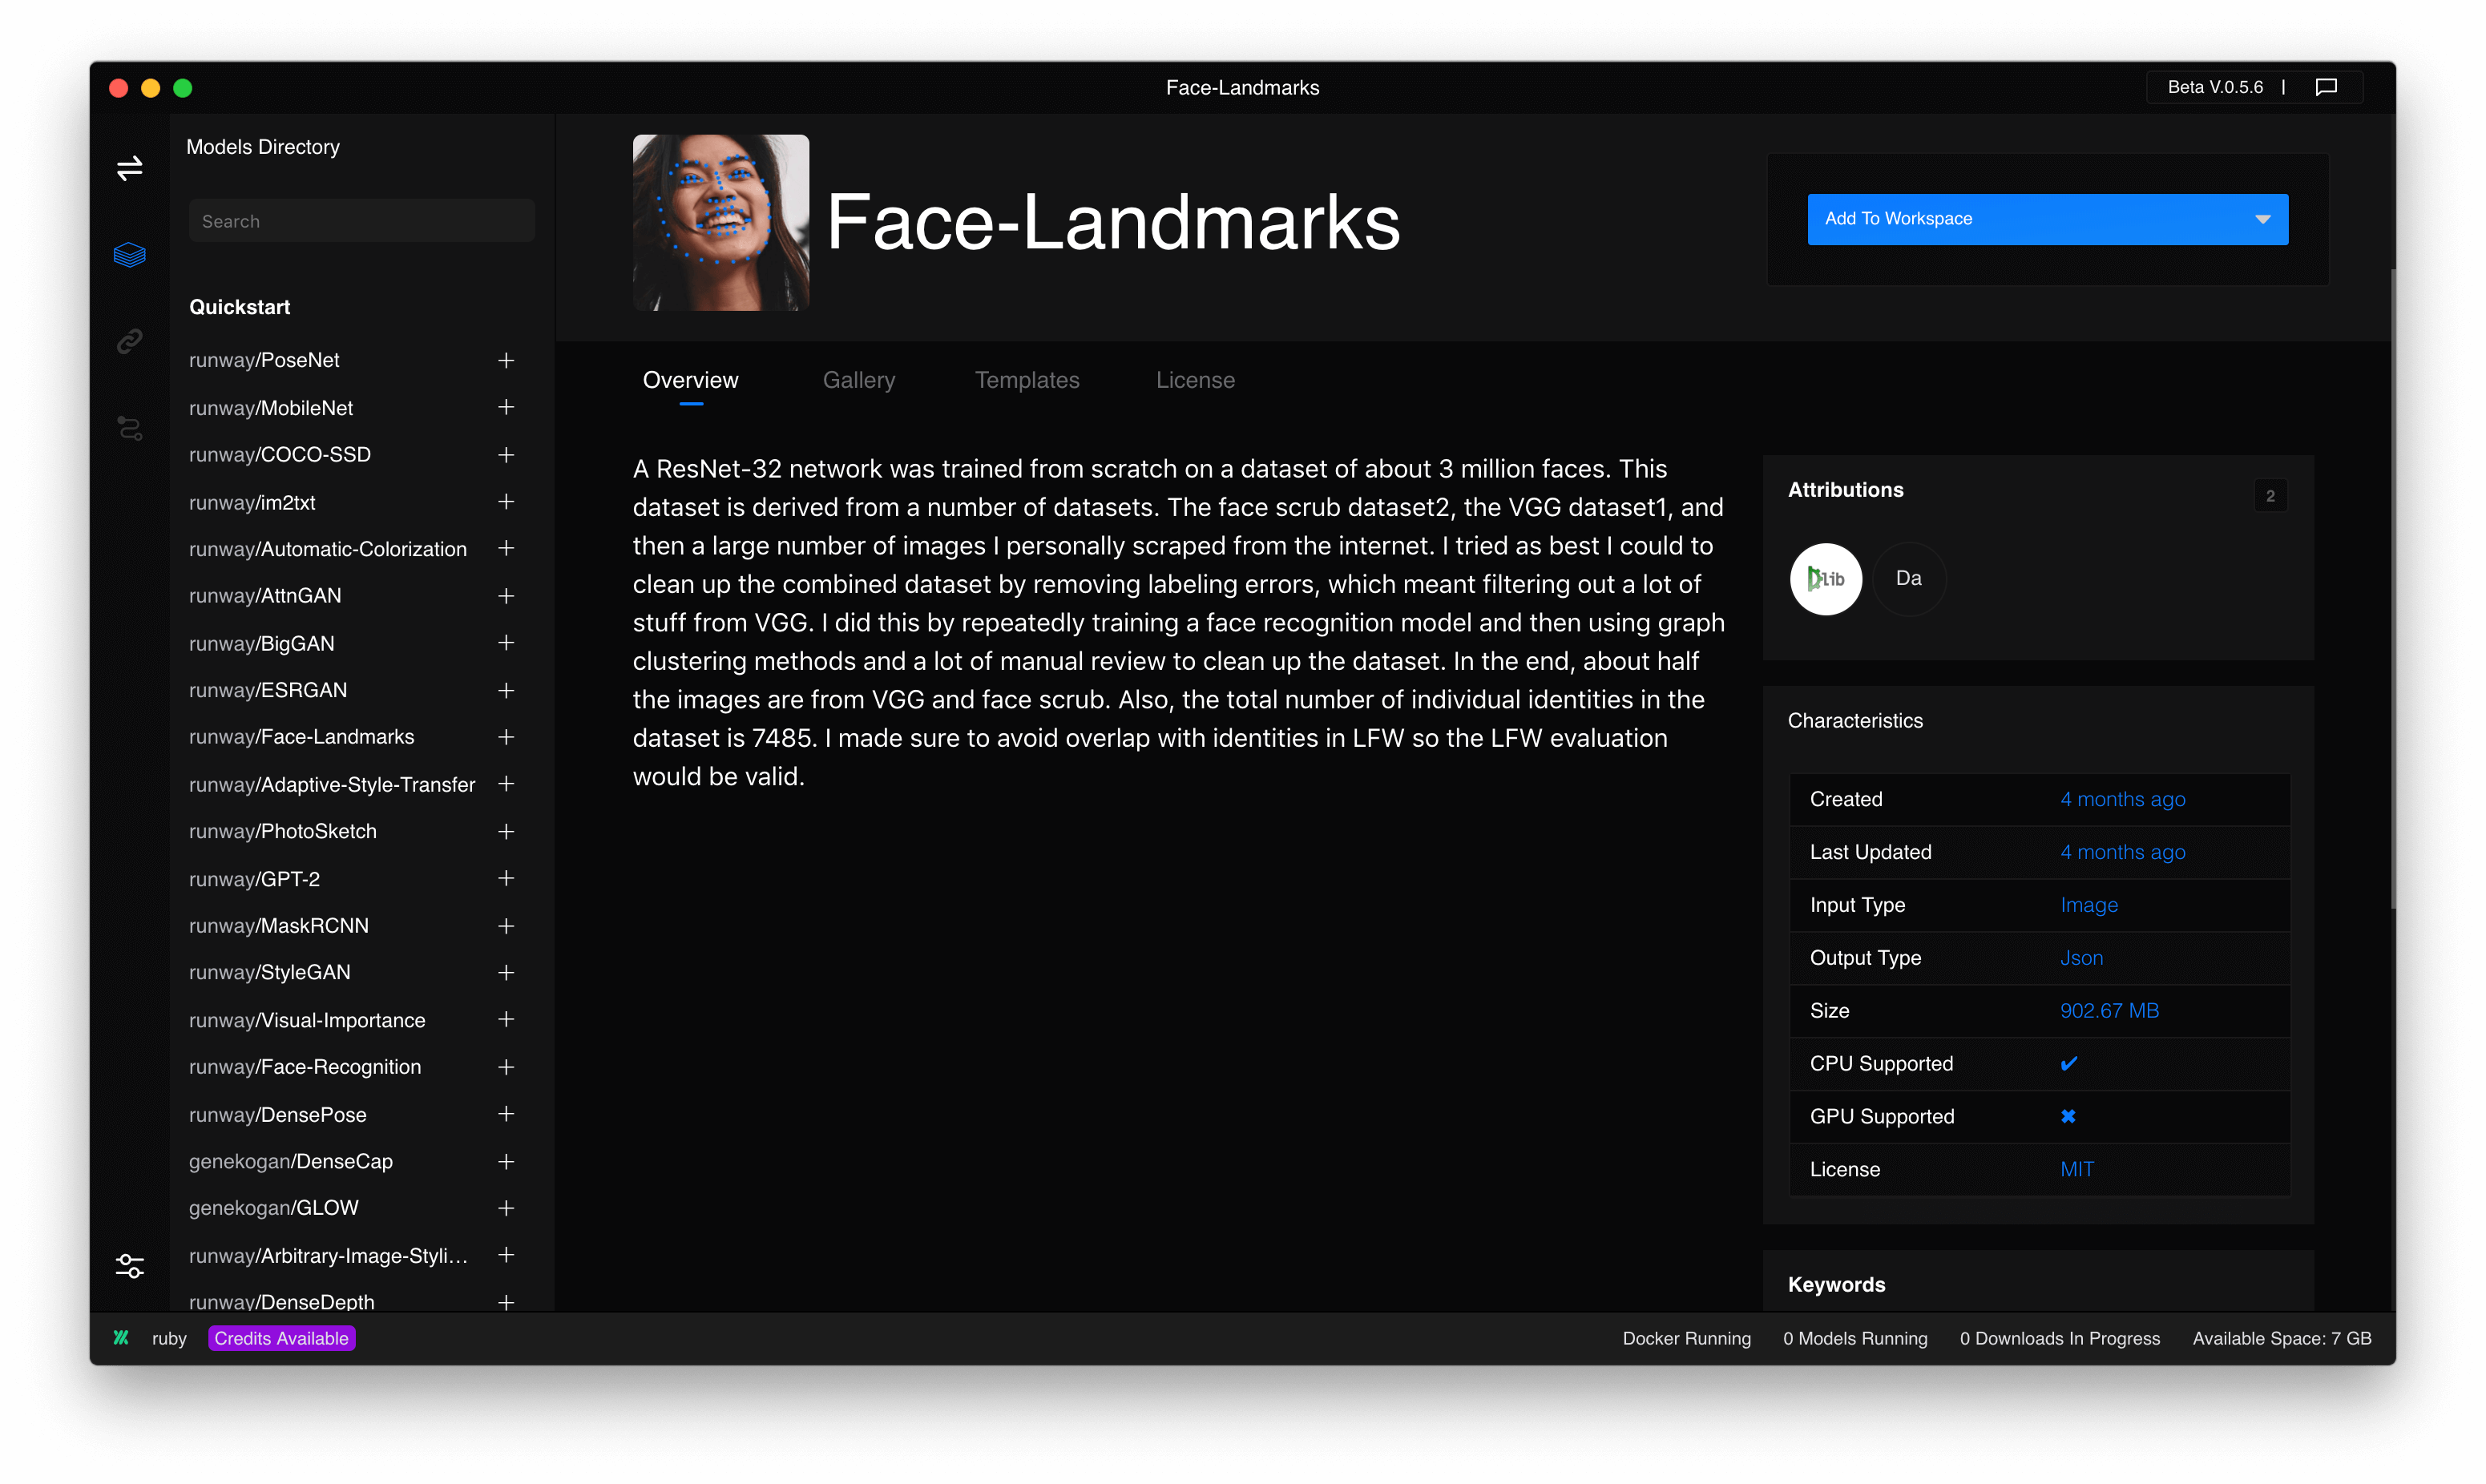 Face-Landmarks
Beta V.0.5.6 |
Models Directory
Search
Quickstart
runway/PoseNet
runway/MobileNet
runway/COCO-SSD
runway/im2txt
runway/Automatic-Colorization
runway/AttnGAN
runway/BigGAN
runway/ESRGAN
runway/Face-Landmarks
runway/Adaptive-Style-Transfer
runway/PhotoSketch
runway/GPT-2
runway/MaskRCNN
runway/StyleGAN
runway/Visual-Importance
runway/Face-Recognition
runway/DensePose
genekogan/DenseCap
genekogan/GLOW
runway/Arbitrary-Image-Styli...
runway/DenseDepth
Face-Landmarks
Add To Workspace
Overview
Gallery
Templates
License
A ResNet-32 network was trained from scratch on a dataset of about 3 million faces. This
dataset is derived from a number of datasets. The face scrub dataset2, the VGG dataset1, and
then a large number of images I personally scraped from the internet. I tried as best I could to
clean up the combined dataset by removing labeling errors, which meant filtering out a lot of
stuff from VGG. I did this by repeatedly training a face recognition model and then using graph
clustering methods and a lot of manual review to clean up the dataset. In the end, about half
the images are from VGG and face scrub. Also, the total number of individual identities in the
dataset is 7485. I made sure to avoid overlap with identities in LFW so the LFW evaluation
would be valid.
Attributions
2
Dlib
Da
Characteristics
Created 4 months ago
Last Updated 4 months ago
Input Type Image
Output Type Json
Size 902.67 MB
CPU Supported ✔
GPU Supported ✖
License MIT
Keywords
ruby
Credits Available
Docker Running
0 Models Running
0 Downloads In Progress
Available Space: 7 GB